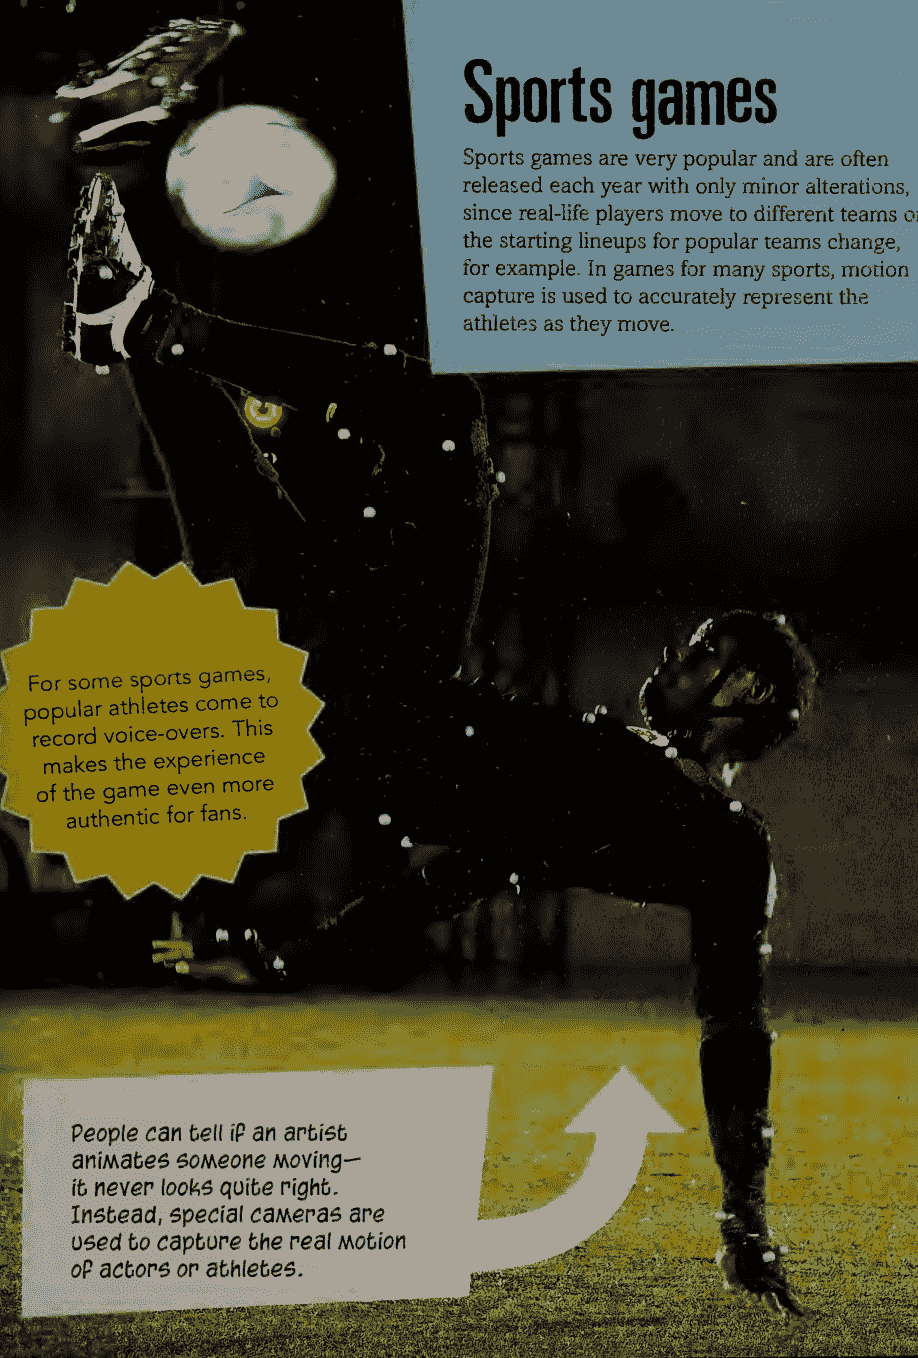 Sports games
Sports games are very popular and are often
released each year with only minor alterations,
since real-life players move to different teams or
the starting lineups for popular teams change,
for example. In games for many sports, motion
capture is used to accurately represent the
athletes as they move.
For some sports games,
popular athletes come to
record voice-overs. This
makes the experience
of the game even more
authentic for fans.
People can tell if an artist
animates someone moving—
it never looks quite right.
Instead, special cameras are
used to capture the real motion
of actors or athletes.